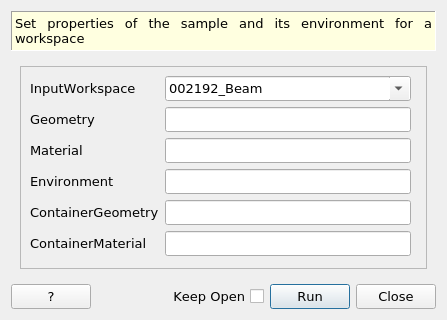 Set properties of the sample and its environment for a
workspace
InputWorkspace 002192_Beam
Geometry
Material
Environment
ContainerGeometry
ContainerMaterial
? Keep Open Run Close